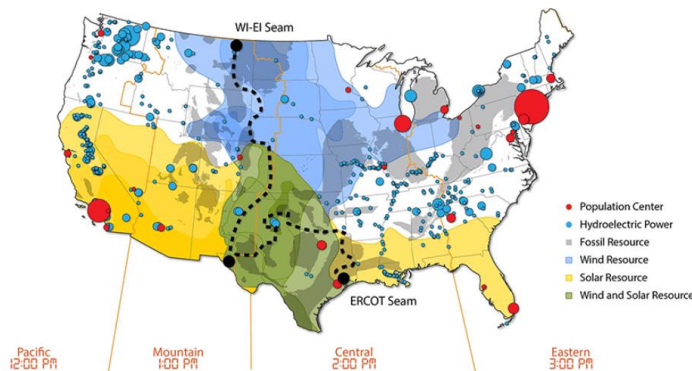 WI-EI Seam
Population Center
Hydroelectric Power
Fossil Resource
Wind Resource
Solar Resource
Wind and Solar Resource
ERCOT Seam
Pacific
12:00 PM
Mountain
1:00 PM
Central
2:00 PM
Eastern
3:00 PM